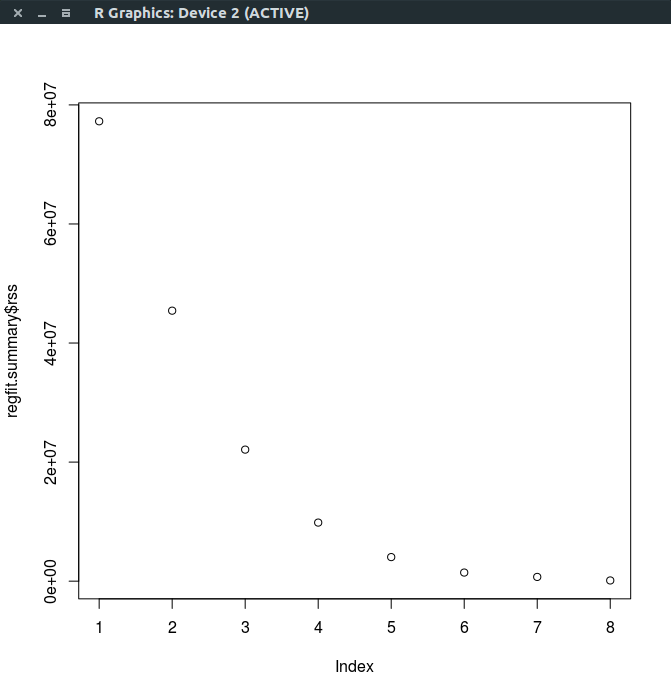 R Graphics: Device 2 (ACTIVE)
8e+07
6e+07
4e+07
2e+07
0e+00
regfit.summary$rss
1 2 3 4 5 6 7 8
Index